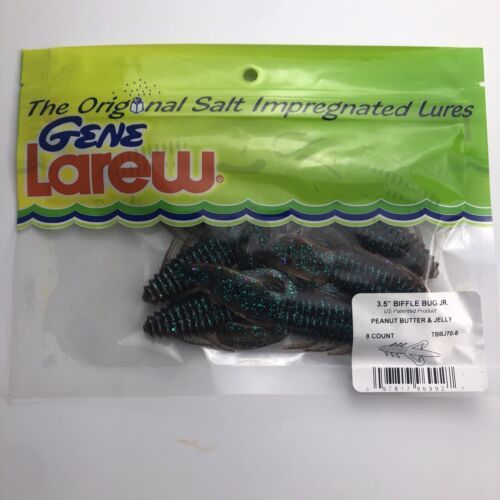 The Original Salt Impregnated Lures
GENE
Larew®
3.5" BIFFLE BUG JR.
US Patented Product
PEANUT BUTTER & JELLY
8 COUNT TBBJ70-8